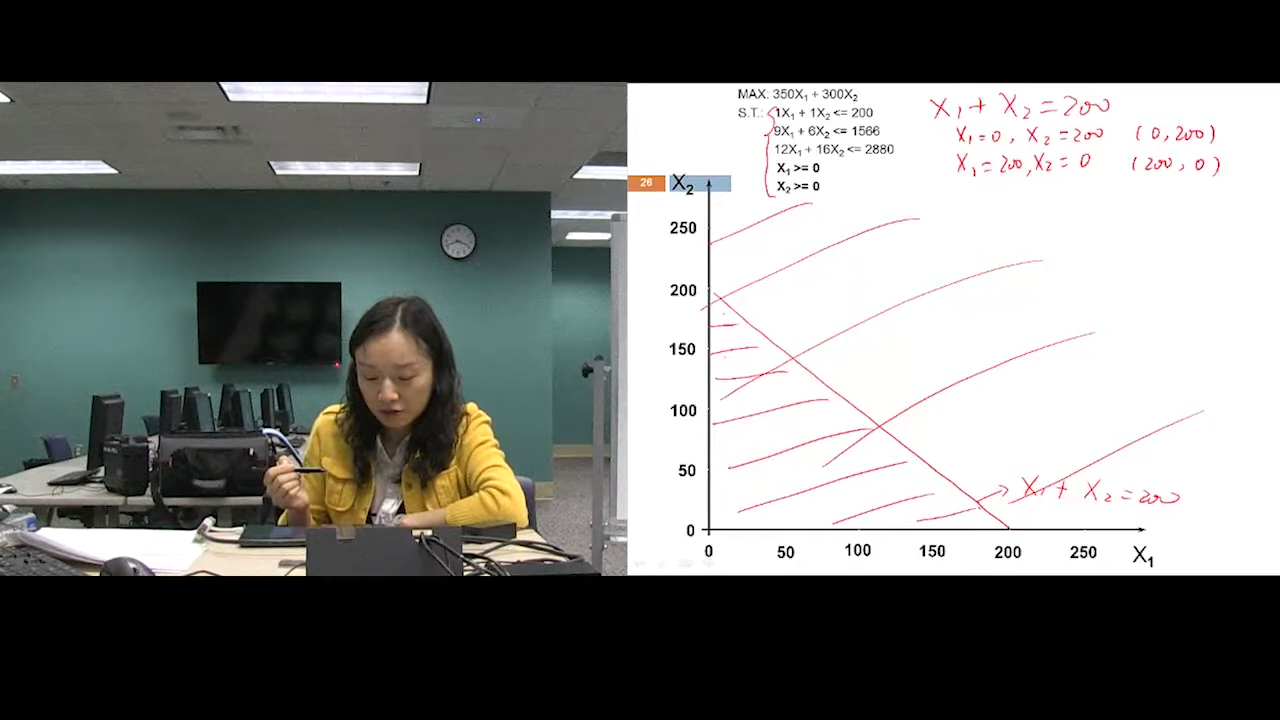 MAX: 350X₁ + 300X₂
S.T.: 1X₁ + 1X₂ <= 200
9X₁ + 6X₂ <= 1566
12X₁ + 16X₂ <= 2880
X₁ >= 0
X₂ >= 0
X₁ + X₂ = 200
X₁ = 0, X₂ = 200 (0, 200)
X₁ = 200, X₂ = 0 (200, 0)
26
X₂
250
200
150
100
50
0
X₁ + X₂ = 200
0 50 100 150 200 250
X₁